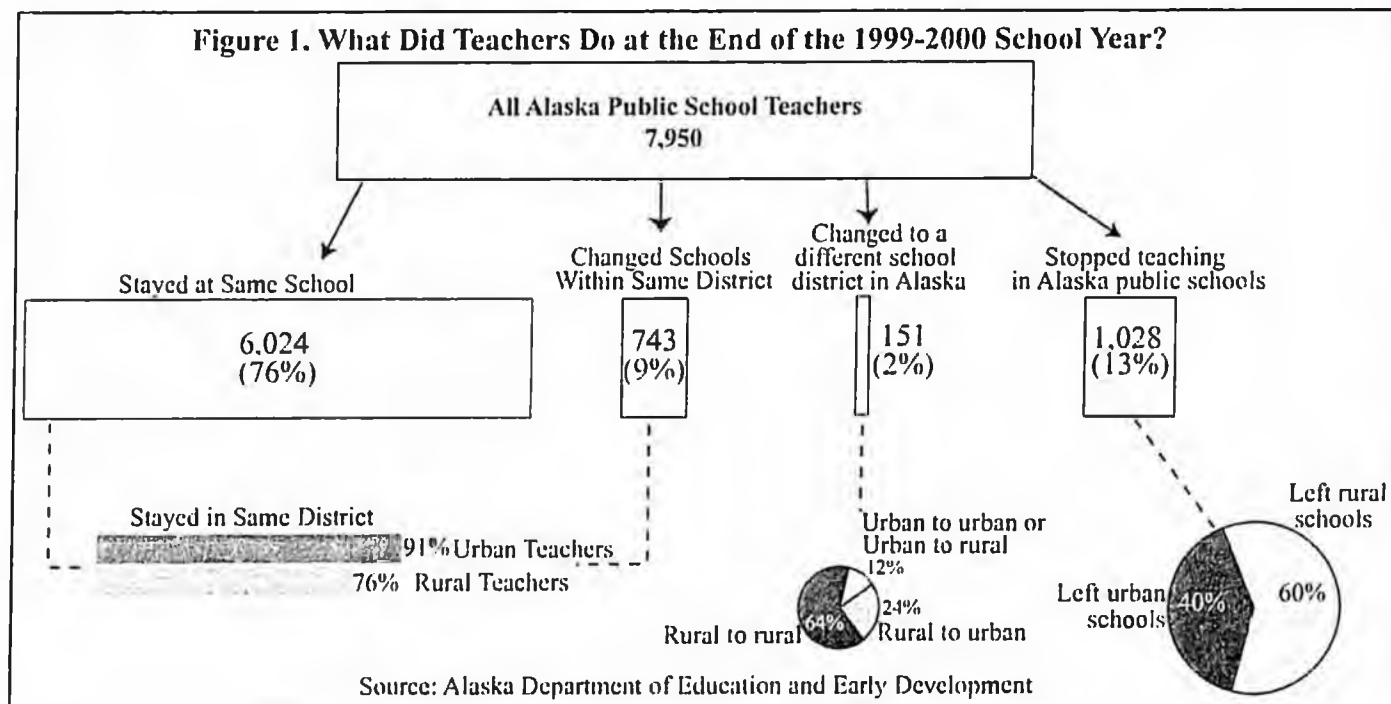 Figure 1. What Did Teachers Do at the End of the 1999-2000 School Year?
All Alaska Public School Teachers
7,950
Stayed at Same School
6,024
(76%)
Changed Schools
Within Same District
743
(9%)
Changed to a
different school
district in Alaska
151
(2%)
Stopped teaching
in Alaska public schools
1,028
(13%)
Stayed in Same District
91% Urban Teachers
76% Rural Teachers
Urban to urban or
Urban to rural
12%
24%
Rural to urban
64%
Rural to rural
Left rural
schools
60%
Left urban
schools
40%
Source: Alaska Department of Education and Early Development